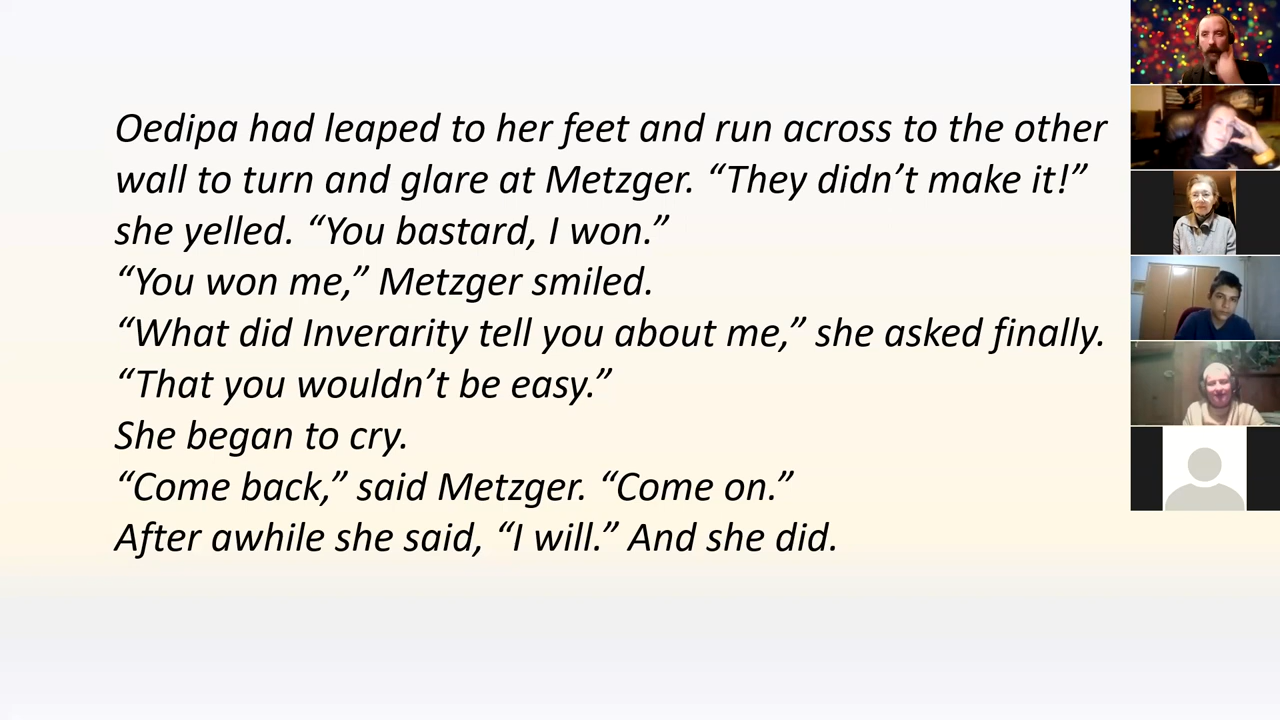 Oedipa had leaped to her feet and run across to the other
wall to turn and glare at Metzger. “They didn’t make it!”
she yelled. “You bastard, I won.”
“You won me,” Metzger smiled.
“What did Inverarity tell you about me,” she asked finally.
“That you wouldn’t be easy.”
She began to cry.
“Come back,” said Metzger. “Come on.”
After awhile she said, “I will.” And she did.